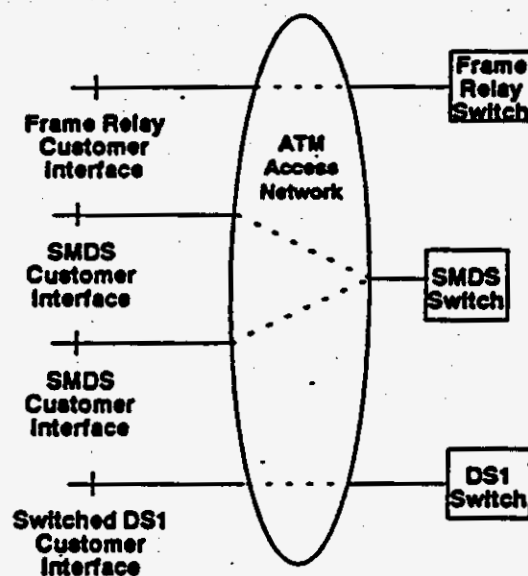 Frame
Relay
Switch
Frame Relay
Customer
Interface
ATM
Access
Network
SMDS
Customer
Interface
SMDS
Switch
SMDS
Customer
Interface
DS1
Switch
Switched DS1
Customer
Interface